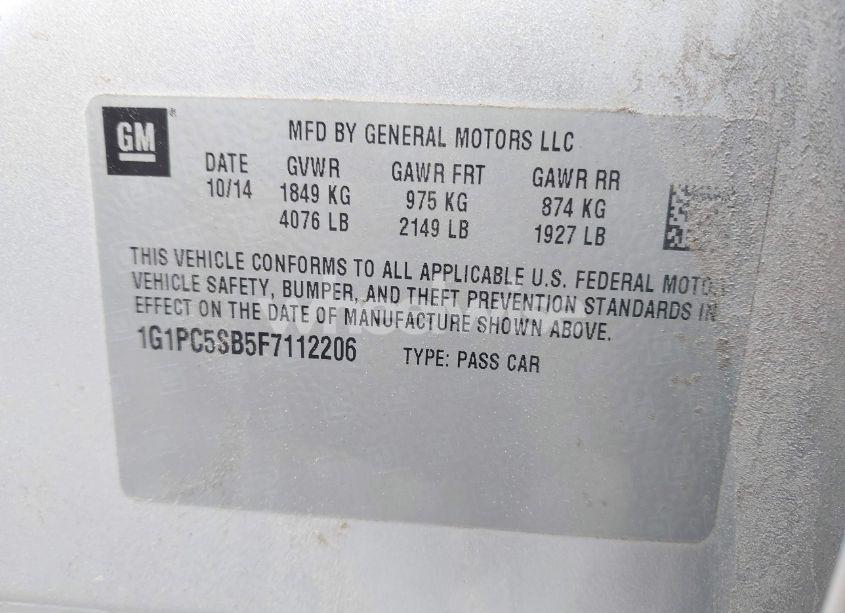 GM
MFD BY GENERAL MOTORS LLC
DATE GVWR GAWR FRT GAWR RR
10/14 1849 KG 975 KG 874 KG
4076 LB 2149 LB 1927 LB
THIS VEHICLE CONFORMS TO ALL APPLICABLE U.S. FEDERAL
VEHICLE SAFETY, BUMPER, AND THEFT PREVENTION STANDARDS IN
EFFECT ON THE DATE OF MANUFACTURE SHOWN ABOVE.
1G1PC5SB5F7112206 TYPE: PASS CAR